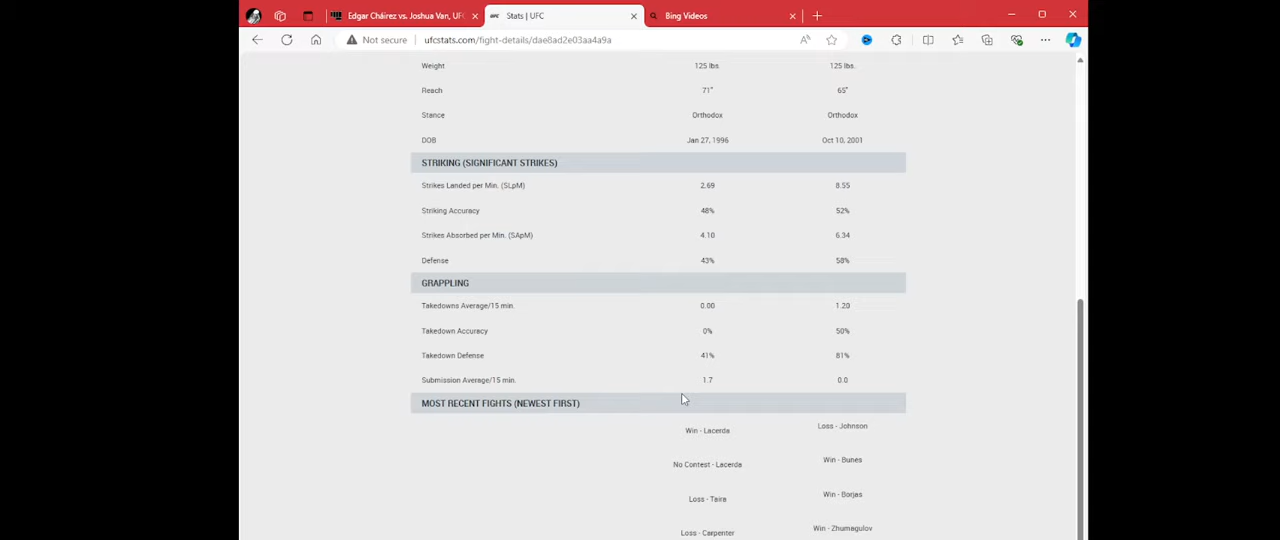 Edgar Cháirez vs. Joshua Van, UFC
Stats | UFC
Bing Videos
Not secure
ufcstats.com/fight-details/dae8ad2e03aa4a9a
Weight 125 lbs. 125 lbs.
Reach 71" 65"
Stance Orthodox Orthodox
DOB Jan 27, 1996 Oct 10, 2001
STRIKING (SIGNIFICANT STRIKES)
Strikes Landed per Min. (SLpM) 2.69 8.55
Striking Accuracy 48% 52%
Strikes Absorbed per Min. (SApM) 4.10 6.34
Defense 43% 58%
GRAPPLING
Takedowns Average/15 min. 0.00 1.20
Takedown Accuracy 0% 50%
Takedown Defense 41% 81%
Submission Average/15 min. 1.7 0.0
MOST RECENT FIGHTS (NEWEST FIRST)
Win - Lacerda Loss - Johnson
No Contest - Lacerda Win - Bunes
Loss - Taira Win - Borjas
Loss - Carpenter Win - Zhumagulov